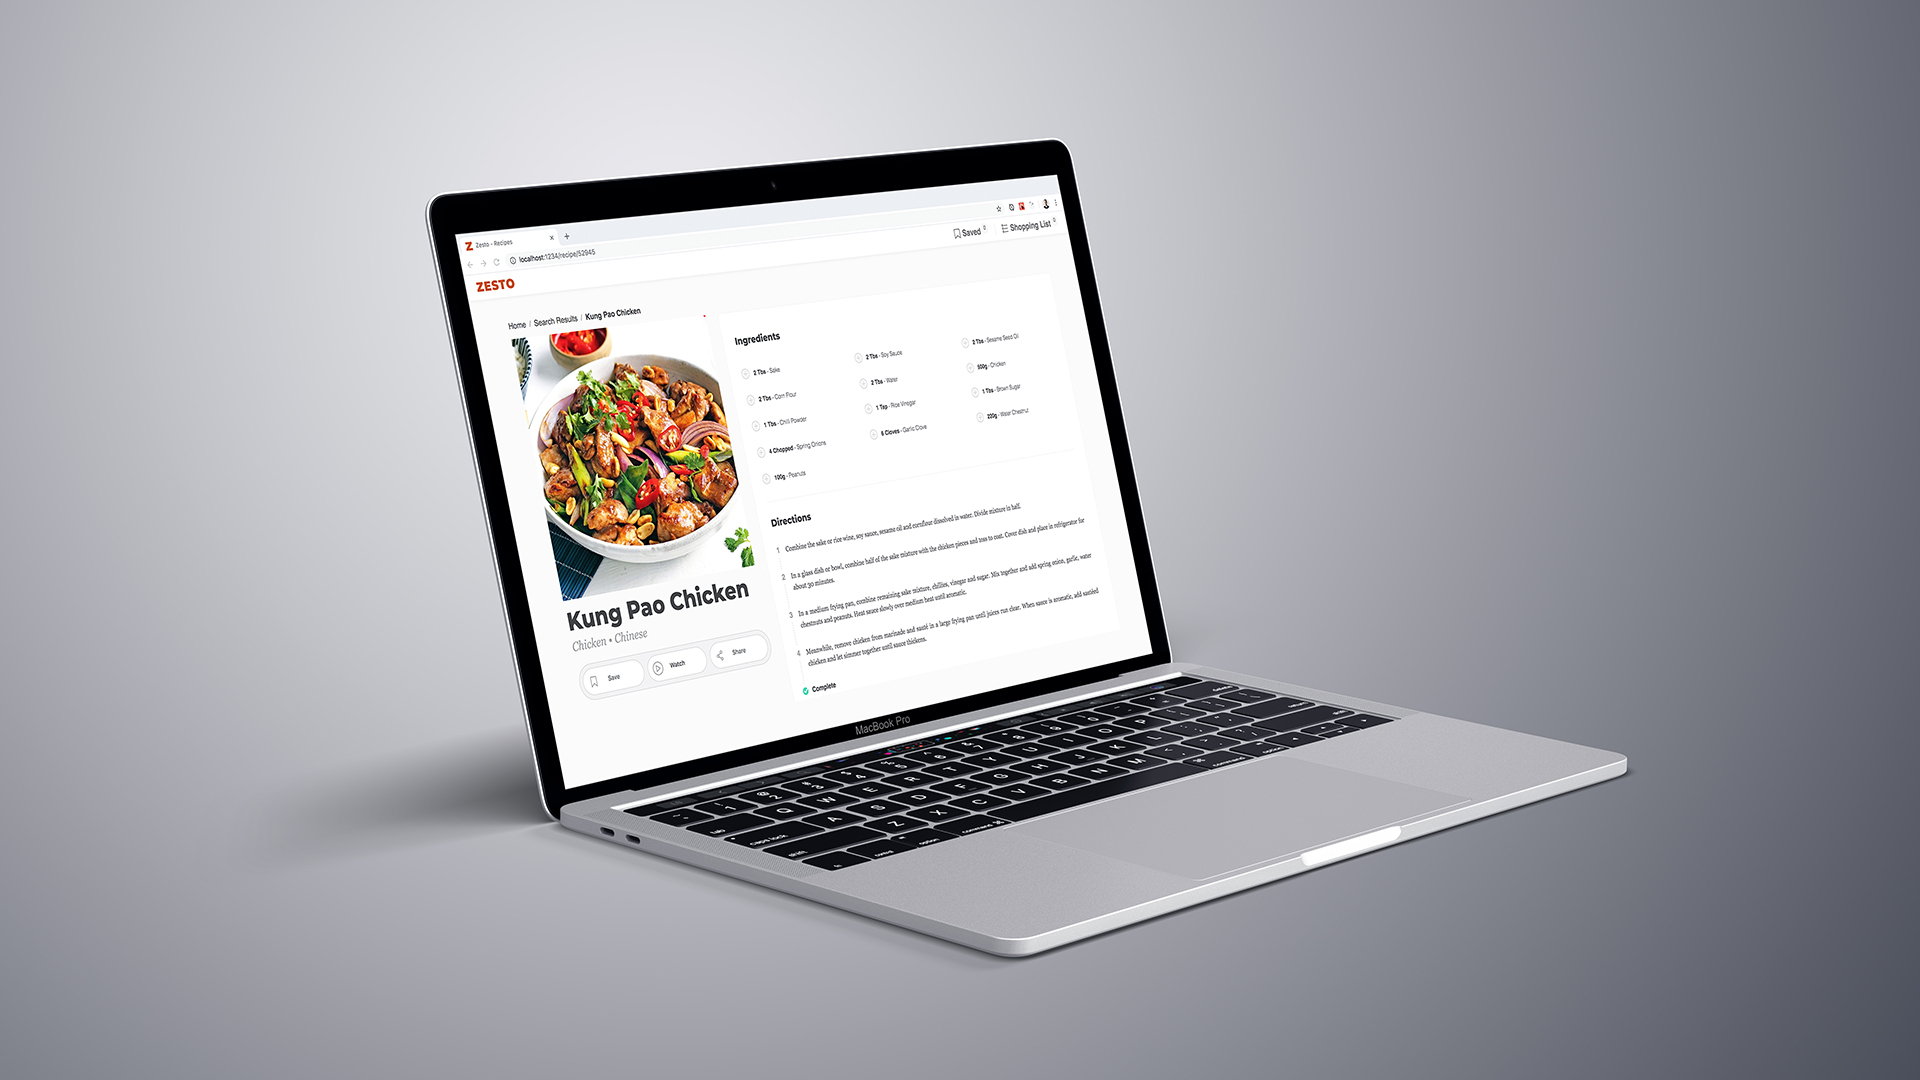 Zesto - Recipes
localhost:1234/recipe/52945
ZESTO
Saved 0
Shopping List 0
Home / Search Results / Kung Pao Chicken
Kung Pao Chicken
Chicken • Chinese
Save
Watch
Share
Ingredients
2 Tbs - Sake
2 Tbs - Soy Sauce
2 Tbs - Sesame Seed Oil
2 Tbs - Corn Flour
2 Tbs - Water
500g - Chicken
1 Tbs - Chilli Powder
1 Tsp - Rice Vinegar
1 Tbs - Brown Sugar
4 Chopped - Spring Onions
6 Cloves - Garlic Clove
220g - Water Chestnut
100g - Peanuts
Directions
1 Combine the sake or rice wine, soy sauce, sesame oil and cornflour dissolved in water. Divide mixture in half.
2 In a glass dish or bowl, combine half of the sake mixture with the chicken pieces and toss to coat. Cover dish and place in refrigerator for
about 30 minutes.
3 In a medium frying pan, combine remaining sake mixture, chillies, vinegar and sugar. Mix together and add spring onion, garlic, water
chestnuts and peanuts. Heat sauce slowly over medium heat until aromatic.
4 Meanwhile, remove chicken from marinade and sauté in a large frying pan until juices run clear. When sauce is aromatic, add sautéed
chicken and let simmer together until sauce thickens.
Complete
MacBook Pro
Q W E R T Y U I O P
caps lock A S D F G H J K L
shift Z X C V B N M
control option command
command option